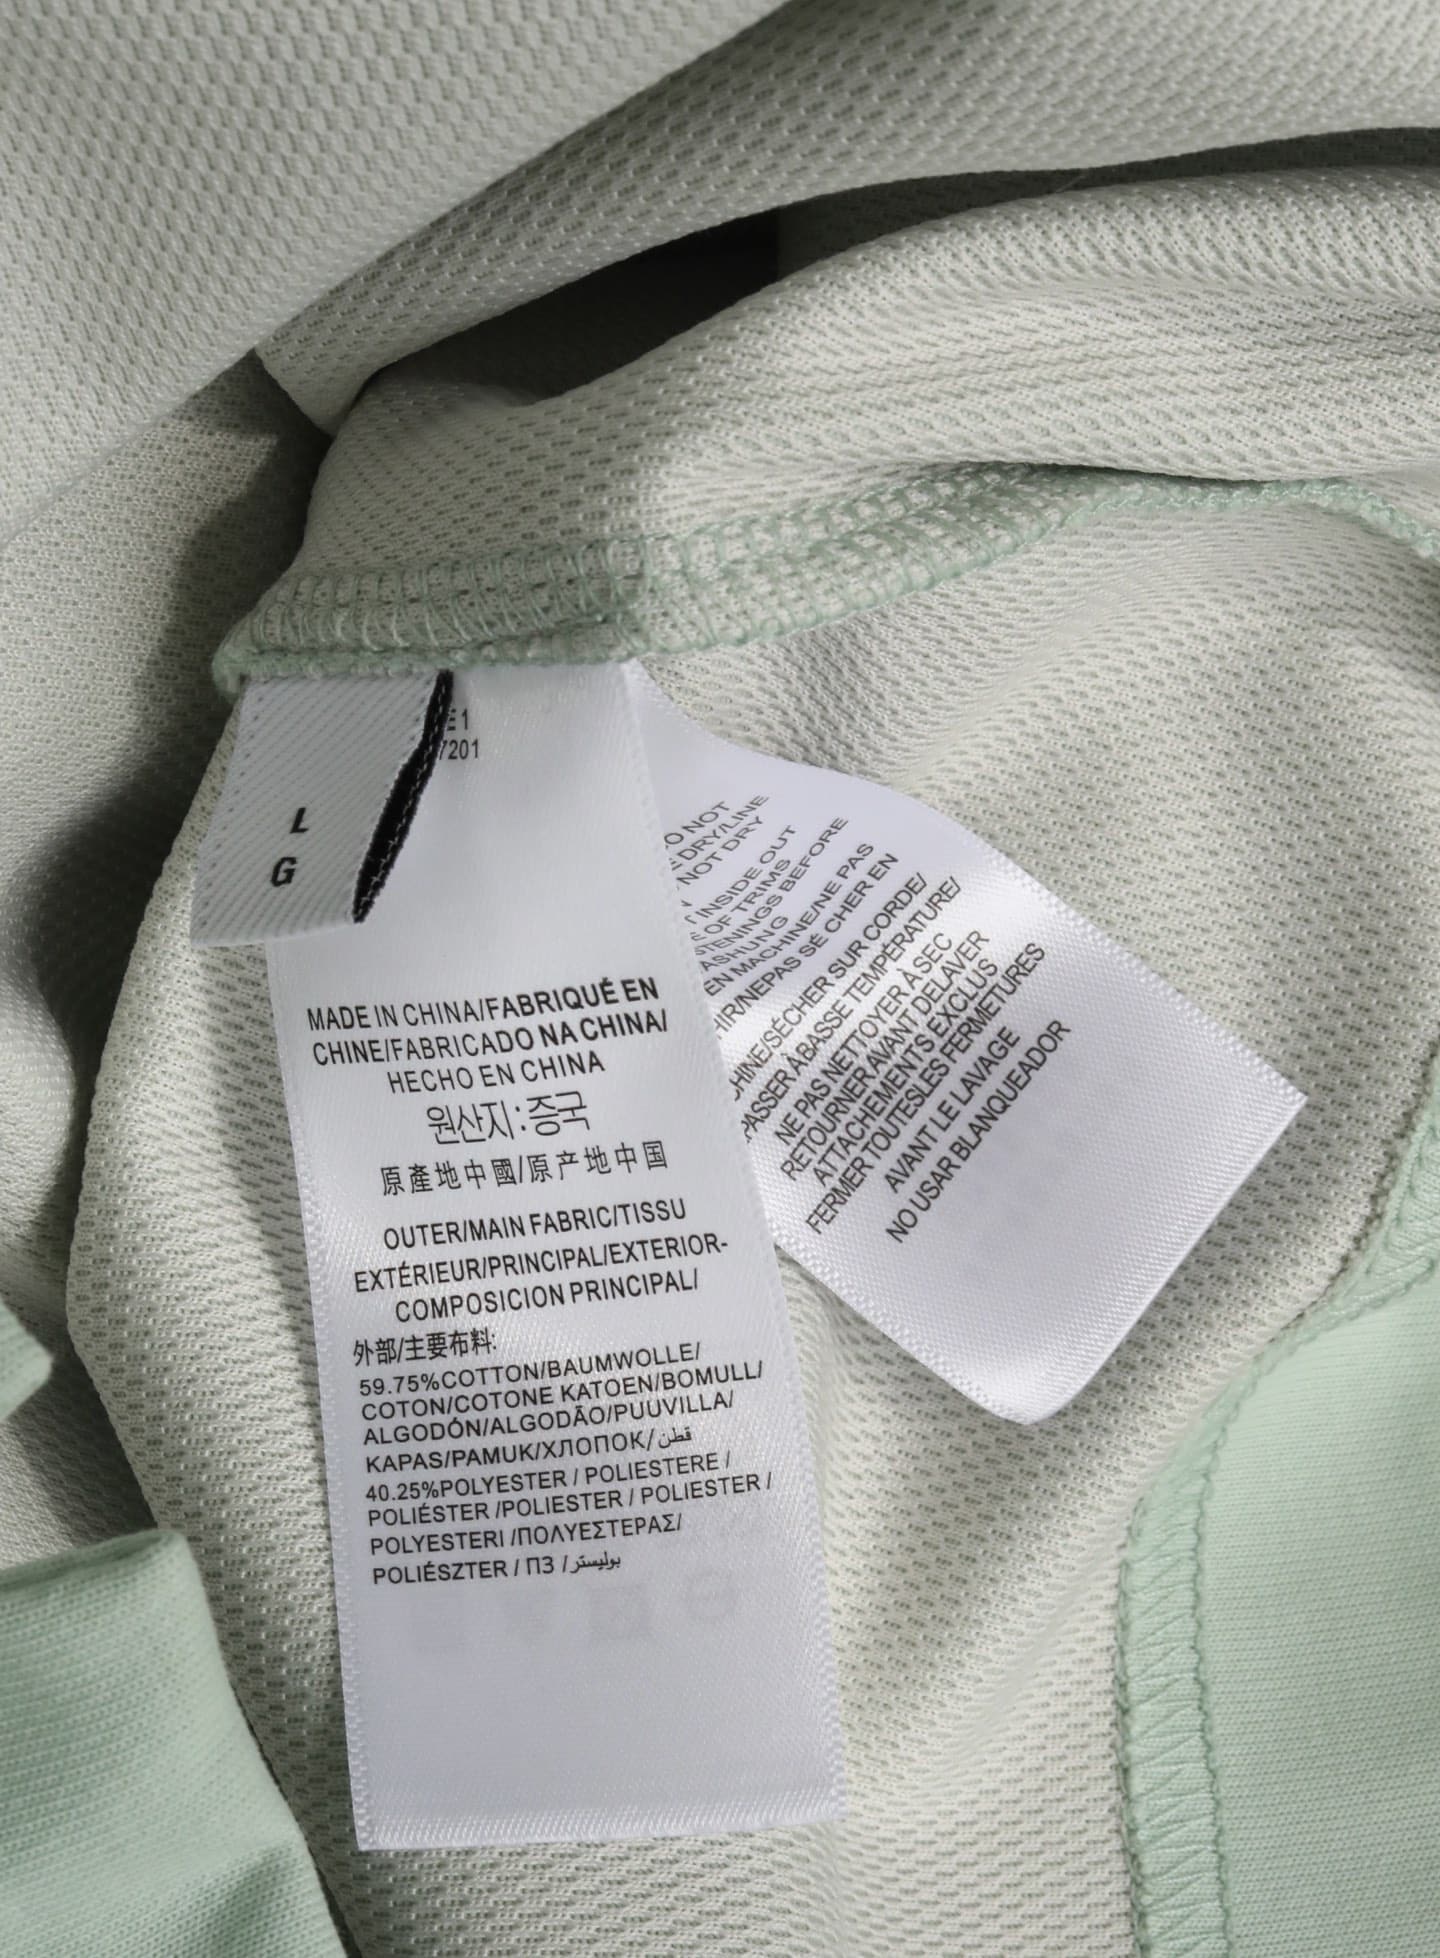 L
G
E 1
7201
MADE IN CHINA/FABRIQUÉ EN
CHINE/FABRICADO NA CHINA/
HECHO EN CHINA
원산지:중국
原產地中國/原产地中国
OUTER/MAIN FABRIC/TISSU
EXTÉRIEUR/PRINCIPAL/EXTERIOR-
COMPOSICION PRINCIPAL/
外部/主要布料:
59.75%COTTON/BAUMWOLLE/
COTON/COTONE KATOEN/BOMULL/
ALGODÓN/ALGODÃO/PUUVILLA/
KAPAS/PAMUK/ХЛОПОК/قطن
40.25%POLYESTER / POLIESTERE /
POLIÉSTER /POLIESTER / POLIESTER /
POLYESTERI /ΠΟΛΥΕΣΤΕΡΑΣ/
POLIÉSZTER / ПЗ /بوليستر
O NOT
E DRY/LINE
NOT DRY
INSIDE OUT
E OF TRIMS
STENINGS BEFORE
ASHUNG
EN MACHINE/NE PAS
HIR/NEPAS SÉ CHER EN
CHINE/SÉCHER SUR CORDE/
PASSER ÀBASSE TEMPÉRATURE/
NE PAS NETTOYER À SEC
RETOURNER AVANT DELAVER
ATTACHEMENTS EXCLUS
FERMER TOUTESLES FERMETURES
AVANT LE LAVAGE
NO USAR BLANQUEADOR